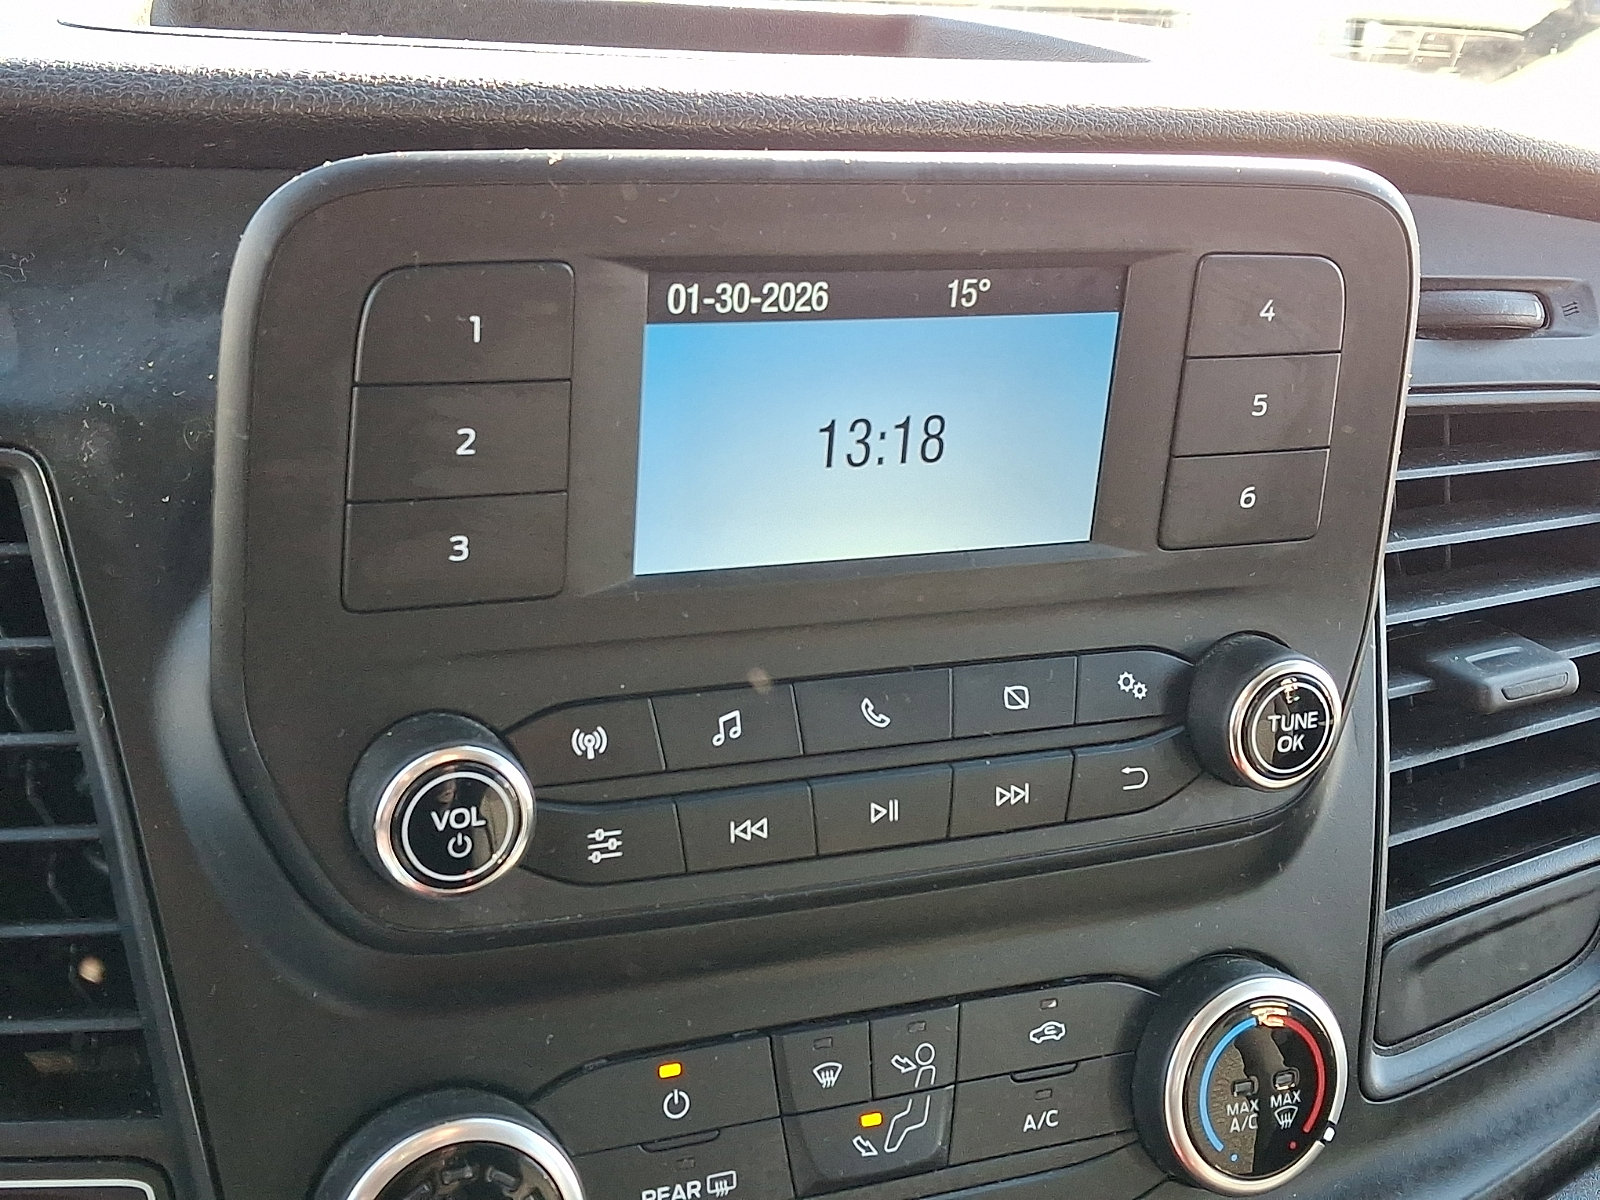 01-30-2026 15°
13:18
1
2
3
4
5
6
VOL
TUNE
OK
A/C
MAX
A/C
MAX
REAR